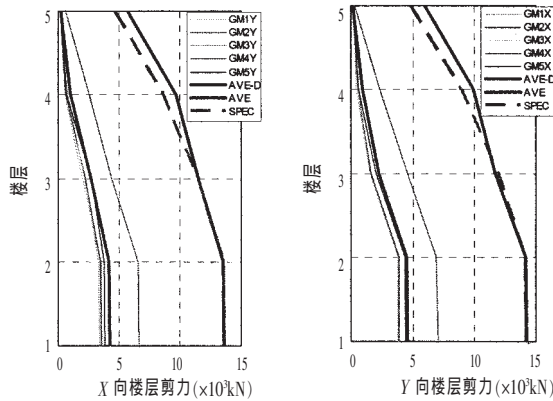 5
4
3
2
1
楼层
GM1Y
GM2Y
GM3Y
GM4Y
GM5Y
AVE-D
AVE
SPEC
0 5 10 15
X 向楼层剪力(×10³kN)
5
4
3
2
1
楼层
GM1X
GM2X
GM3X
GM4X
GM5X
AVE-D
AVE
SPEC
0 5 10 15
Y 向楼层剪力(×10³kN)